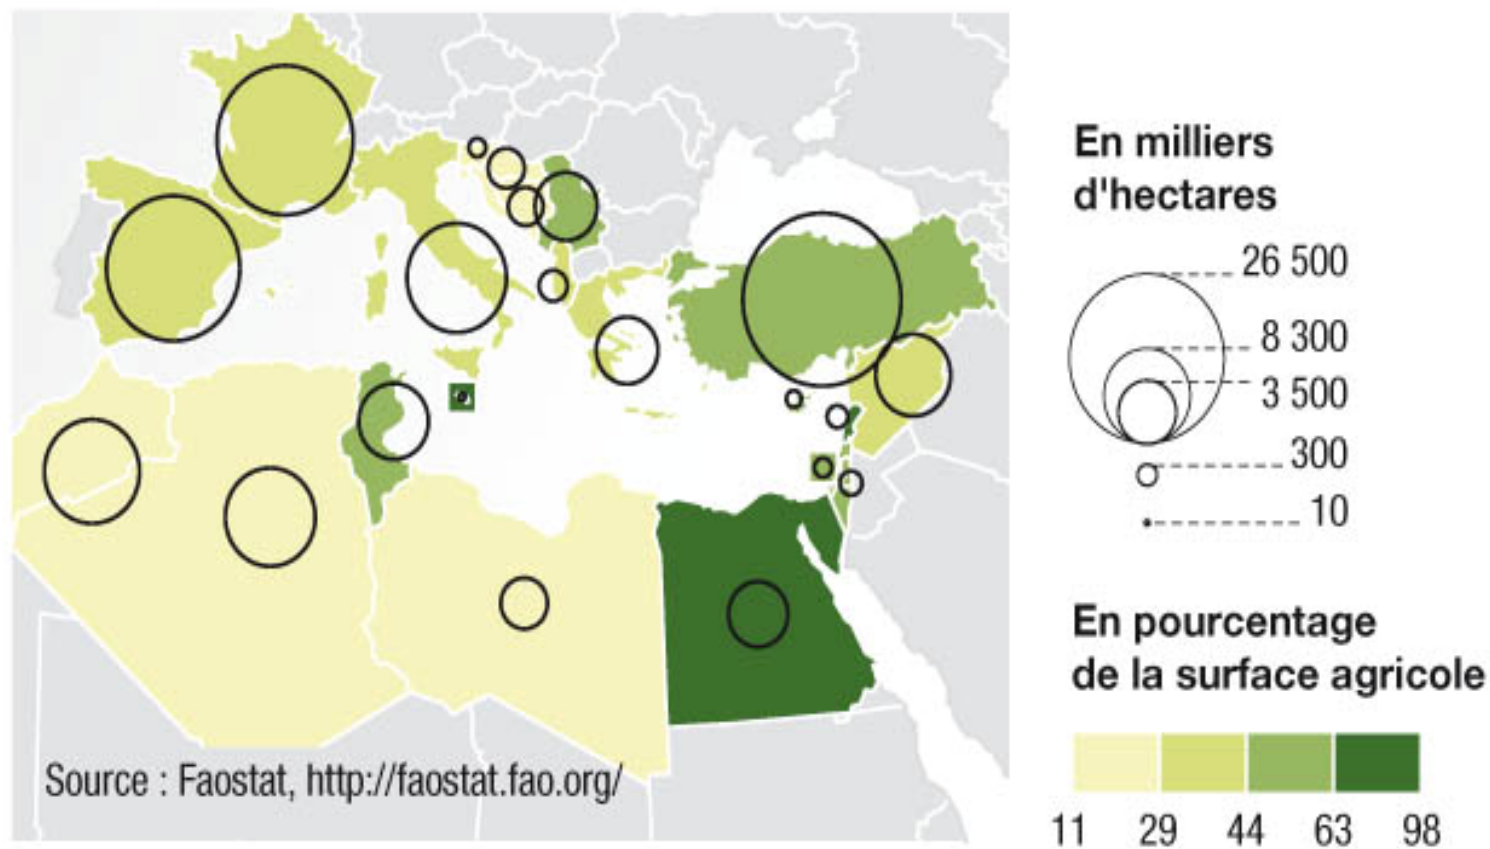 En milliers
d'hectares
26 500
8 300
3 500
300
10
En pourcentage
de la surface agricole
11 29 44 63 98
Source : Faostat, http://faostat.fao.org/